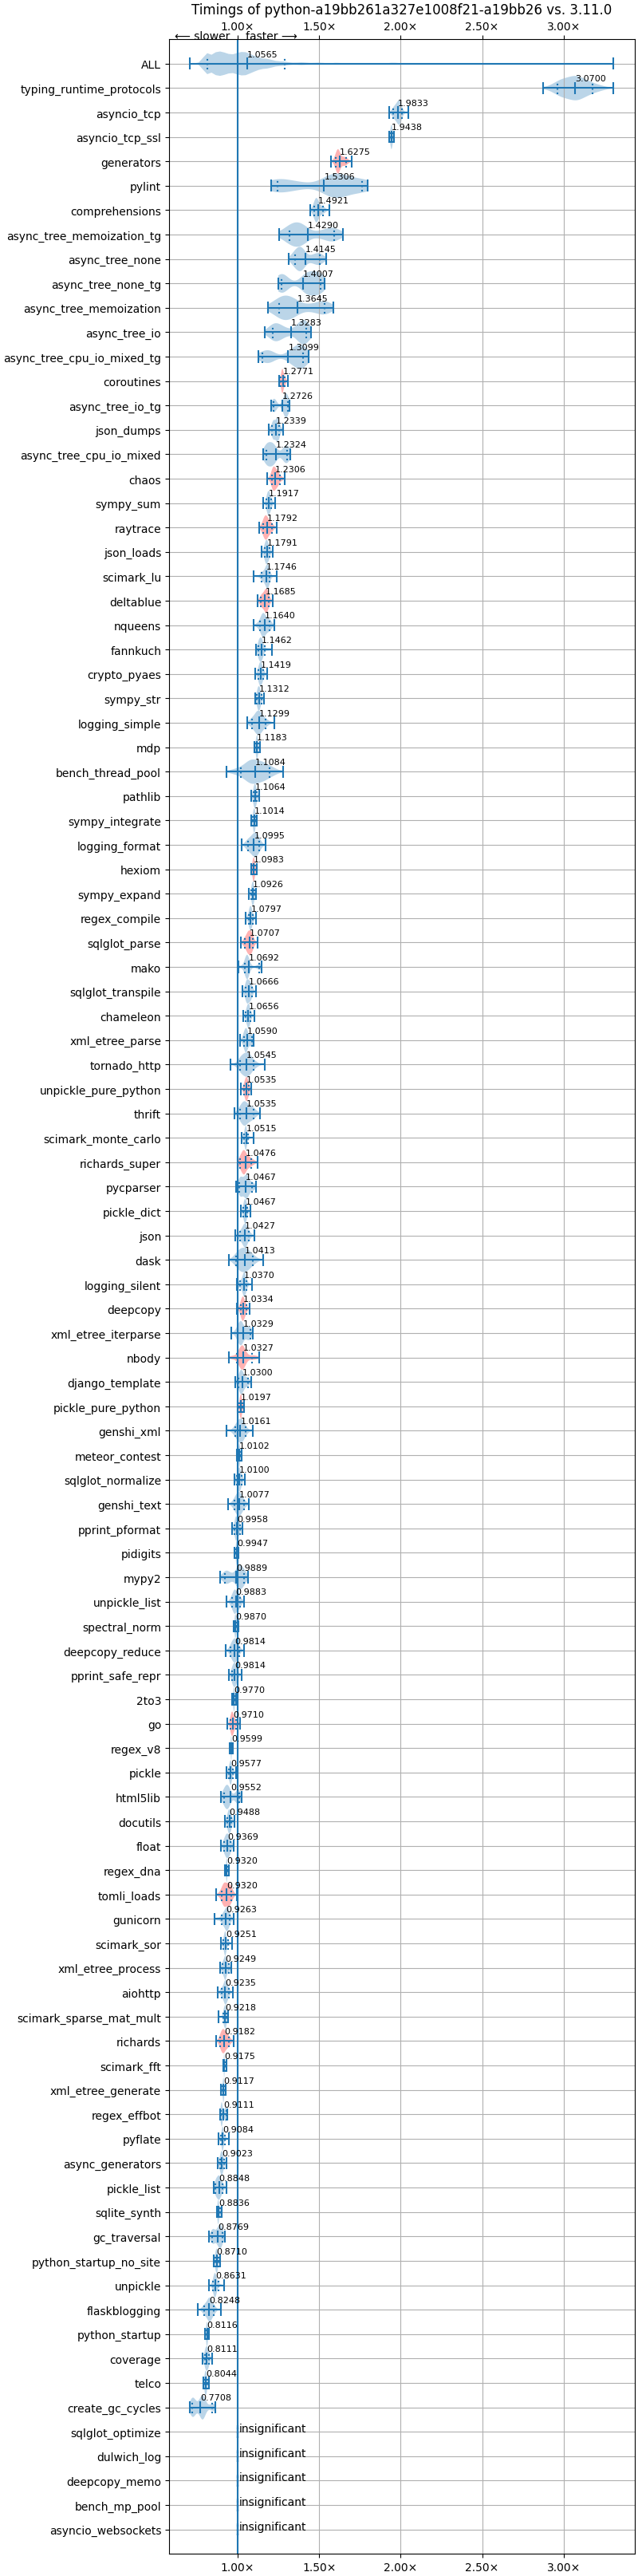 Timings of python-a19bb261a327e1008f21-a19bb26 vs. 3.11.0
1.00× 1.50× 2.00× 2.50× 3.00×
⟵ slower faster ⟶
ALL 1.0565
typing_runtime_protocols 3.0700
asyncio_tcp 1.9833
asyncio_tcp_ssl 1.9438
generators 1.6275
pylint 1.5306
comprehensions 1.4921
async_tree_memoization_tg 1.4290
async_tree_none 1.4145
async_tree_none_tg 1.4007
async_tree_memoization 1.3645
async_tree_io 1.3283
async_tree_cpu_io_mixed_tg 1.3099
coroutines 1.2771
async_tree_io_tg 1.2726
json_dumps 1.2339
async_tree_cpu_io_mixed 1.2324
chaos 1.2306
sympy_sum 1.1917
raytrace 1.1792
json_loads 1.1791
scimark_lu 1.1746
deltablue 1.1685
nqueens 1.1640
fannkuch 1.1462
crypto_pyaes 1.1419
sympy_str 1.1312
logging_simple 1.1299
mdp 1.1183
bench_thread_pool 1.1084
pathlib 1.1064
sympy_integrate 1.1014
logging_format 1.0995
hexiom 1.0983
sympy_expand 1.0926
regex_compile 1.0797
sqlglot_parse 1.0707
mako 1.0692
sqlglot_transpile 1.0666
chameleon 1.0656
xml_etree_parse 1.0590
tornado_http 1.0545
unpickle_pure_python 1.0535
thrift 1.0535
scimark_monte_carlo 1.0515
richards_super 1.0476
pycparser 1.0467
pickle_dict 1.0467
json 1.0427
dask 1.0413
logging_silent 1.0370
deepcopy 1.0334
xml_etree_iterparse 1.0329
nbody 1.0327
django_template 1.0300
pickle_pure_python 1.0197
genshi_xml 1.0161
meteor_contest 1.0102
sqlglot_normalize 1.0100
genshi_text 1.0077
pprint_pformat 0.9958
pidigits 0.9947
mypy2 0.9889
unpickle_list 0.9883
spectral_norm 0.9870
deepcopy_reduce 0.9814
pprint_safe_repr 0.9814
2to3 0.9770
go 0.9710
regex_v8 0.9599
pickle 0.9577
html5lib 0.9552
docutils 0.9488
float 0.9369
regex_dna 0.9320
tomli_loads 0.9320
gunicorn 0.9263
scimark_sor 0.9251
xml_etree_process 0.9249
aiohttp 0.9235
scimark_sparse_mat_mult 0.9218
richards 0.9182
scimark_fft 0.9175
xml_etree_generate 0.9117
regex_effbot 0.9111
pyflate 0.9084
async_generators 0.9023
pickle_list 0.8848
sqlite_synth 0.8836
gc_traversal 0.8769
python_startup_no_site 0.8710
unpickle 0.8631
flaskblogging 0.8248
python_startup 0.8116
coverage 0.8111
telco 0.8044
create_gc_cycles 0.7708
sqlglot_optimize insignificant
dulwich_log insignificant
deepcopy_memo insignificant
bench_mp_pool insignificant
asyncio_websockets insignificant
1.00× 1.50× 2.00× 2.50× 3.00×